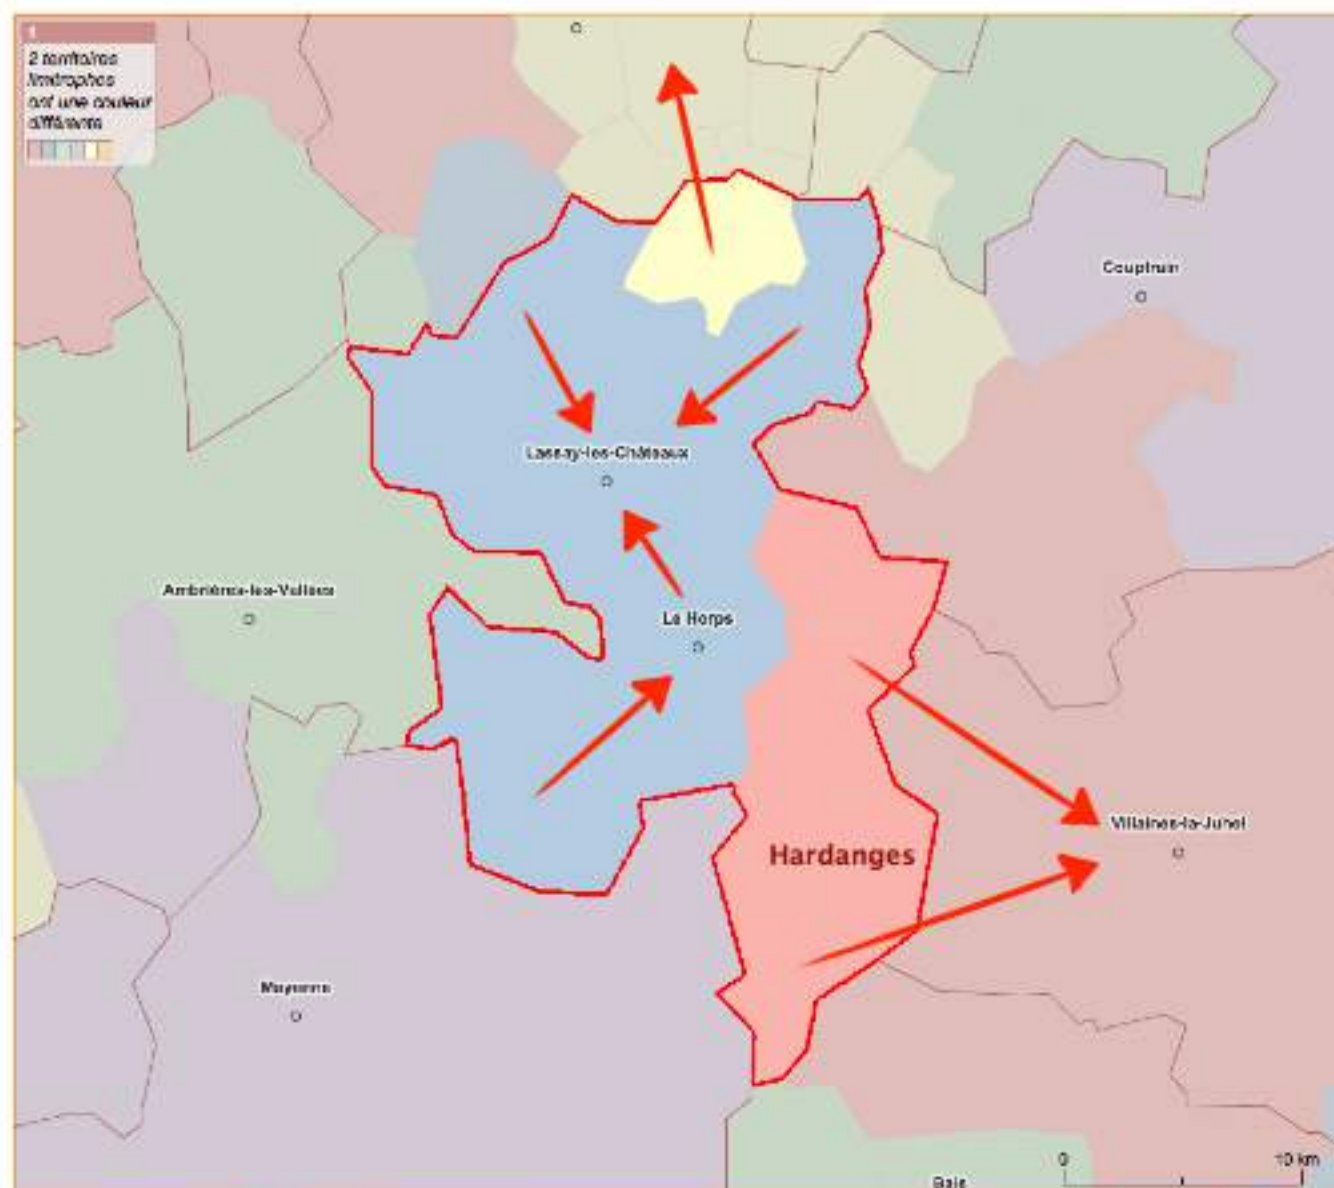 1
2 territoires
limitrophes
ont une couleur
différente
Couptrain
Lassay-les-Châteaux
Ambrières-les-Vallées
Le Horps
Villaines-la-Juhel
Hardanges
Mayenne
0
10 km
Bais